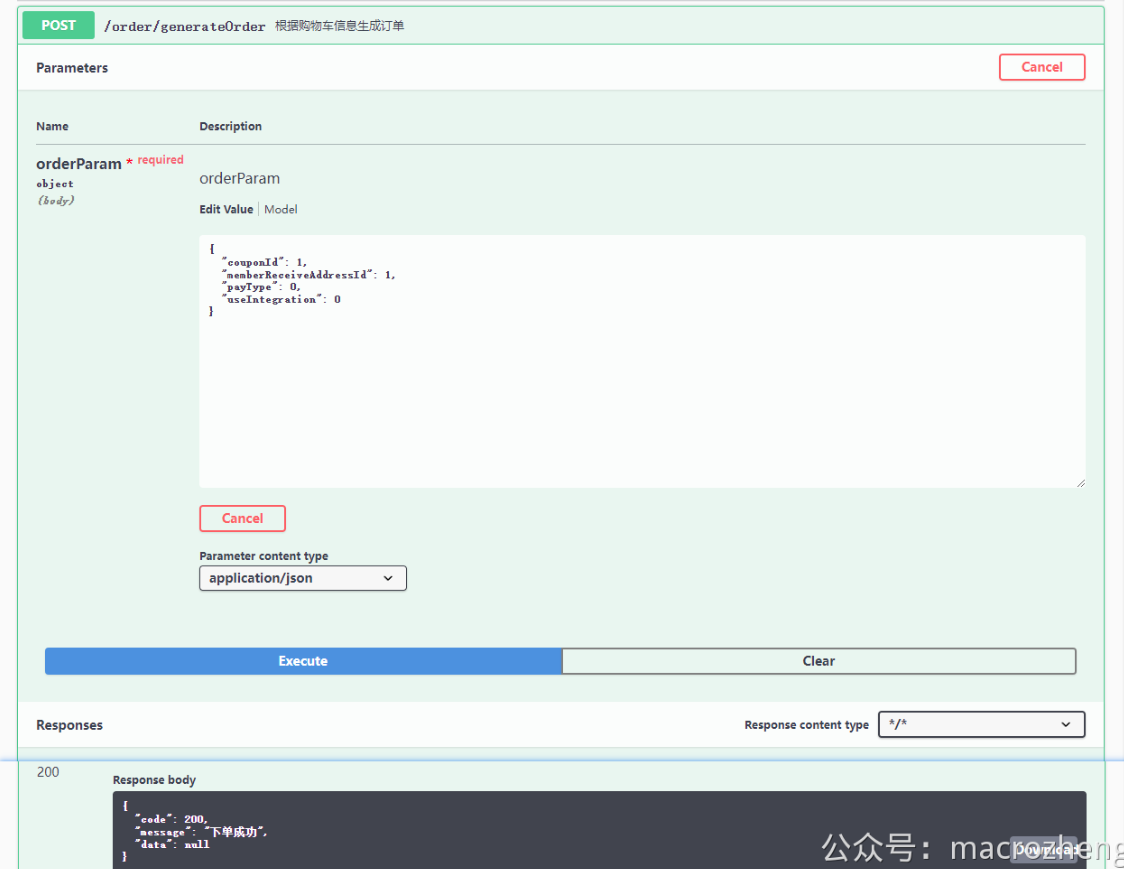 POST /order/generateOrder 根据购物车信息生成订单
Parameters Cancel
Name Description
orderParam * required
object
(body)
orderParam
Edit Value Model
{
"couponId": 1,
"memberReceiveAddressId": 1,
"payType": 0,
"useIntegration": 0
}
Cancel
Parameter content type
application/json
Execute Clear
Responses Response content type */*
200
Response body
{
"code": 200,
"message": "下单成功",
"data": null
}
Download
公众号：macrozheng